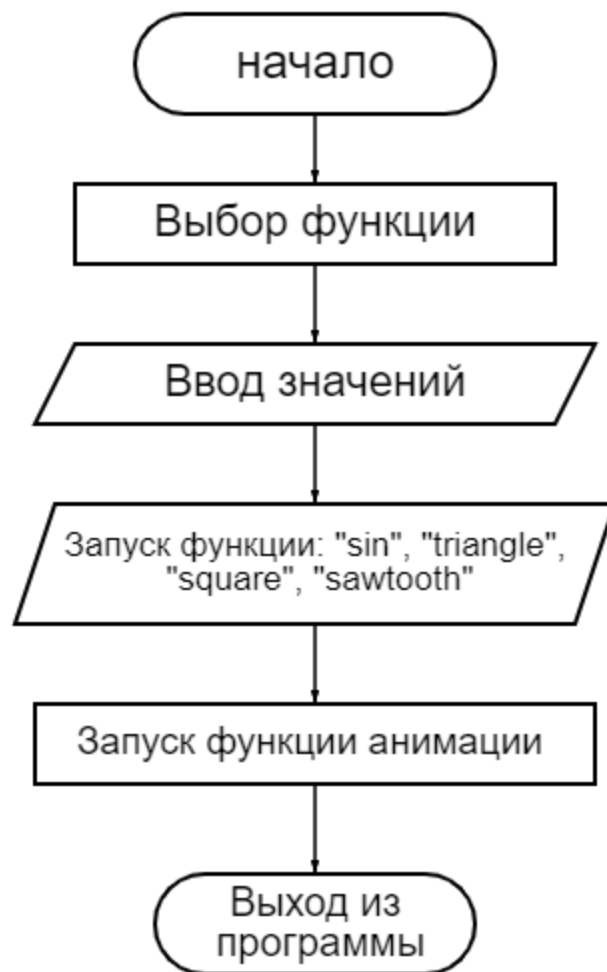 начало
Выбор функции
Ввод значений
Запуск функции: "sin", "triangle",
"square", "sawtooth"
Запуск функции анимации
Выход из
программы